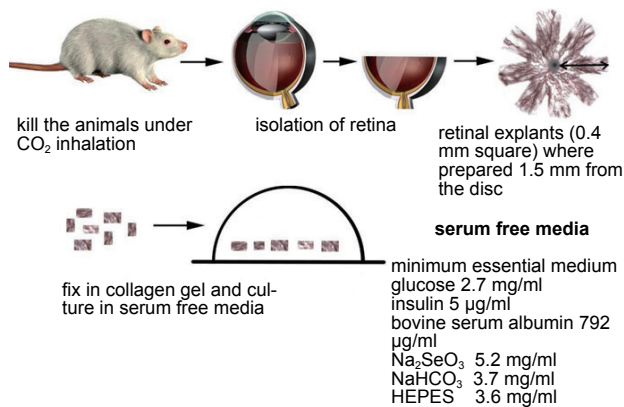 kill the animals under
CO₂ inhalation
isolation of retina
retinal explants (0.4
mm square) where
prepared 1.5 mm from
the disc
fix in collagen gel and cul-
ture in serum free media
serum free media
minimum essential medium
glucose 2.7 mg/ml
insulin 5 µg/ml
bovine serum albumin 792
µg/ml
Na₂SeO₃ 5.2 mg/ml
NaHCO₃ 3.7 mg/ml
HEPES 3.6 mg/ml